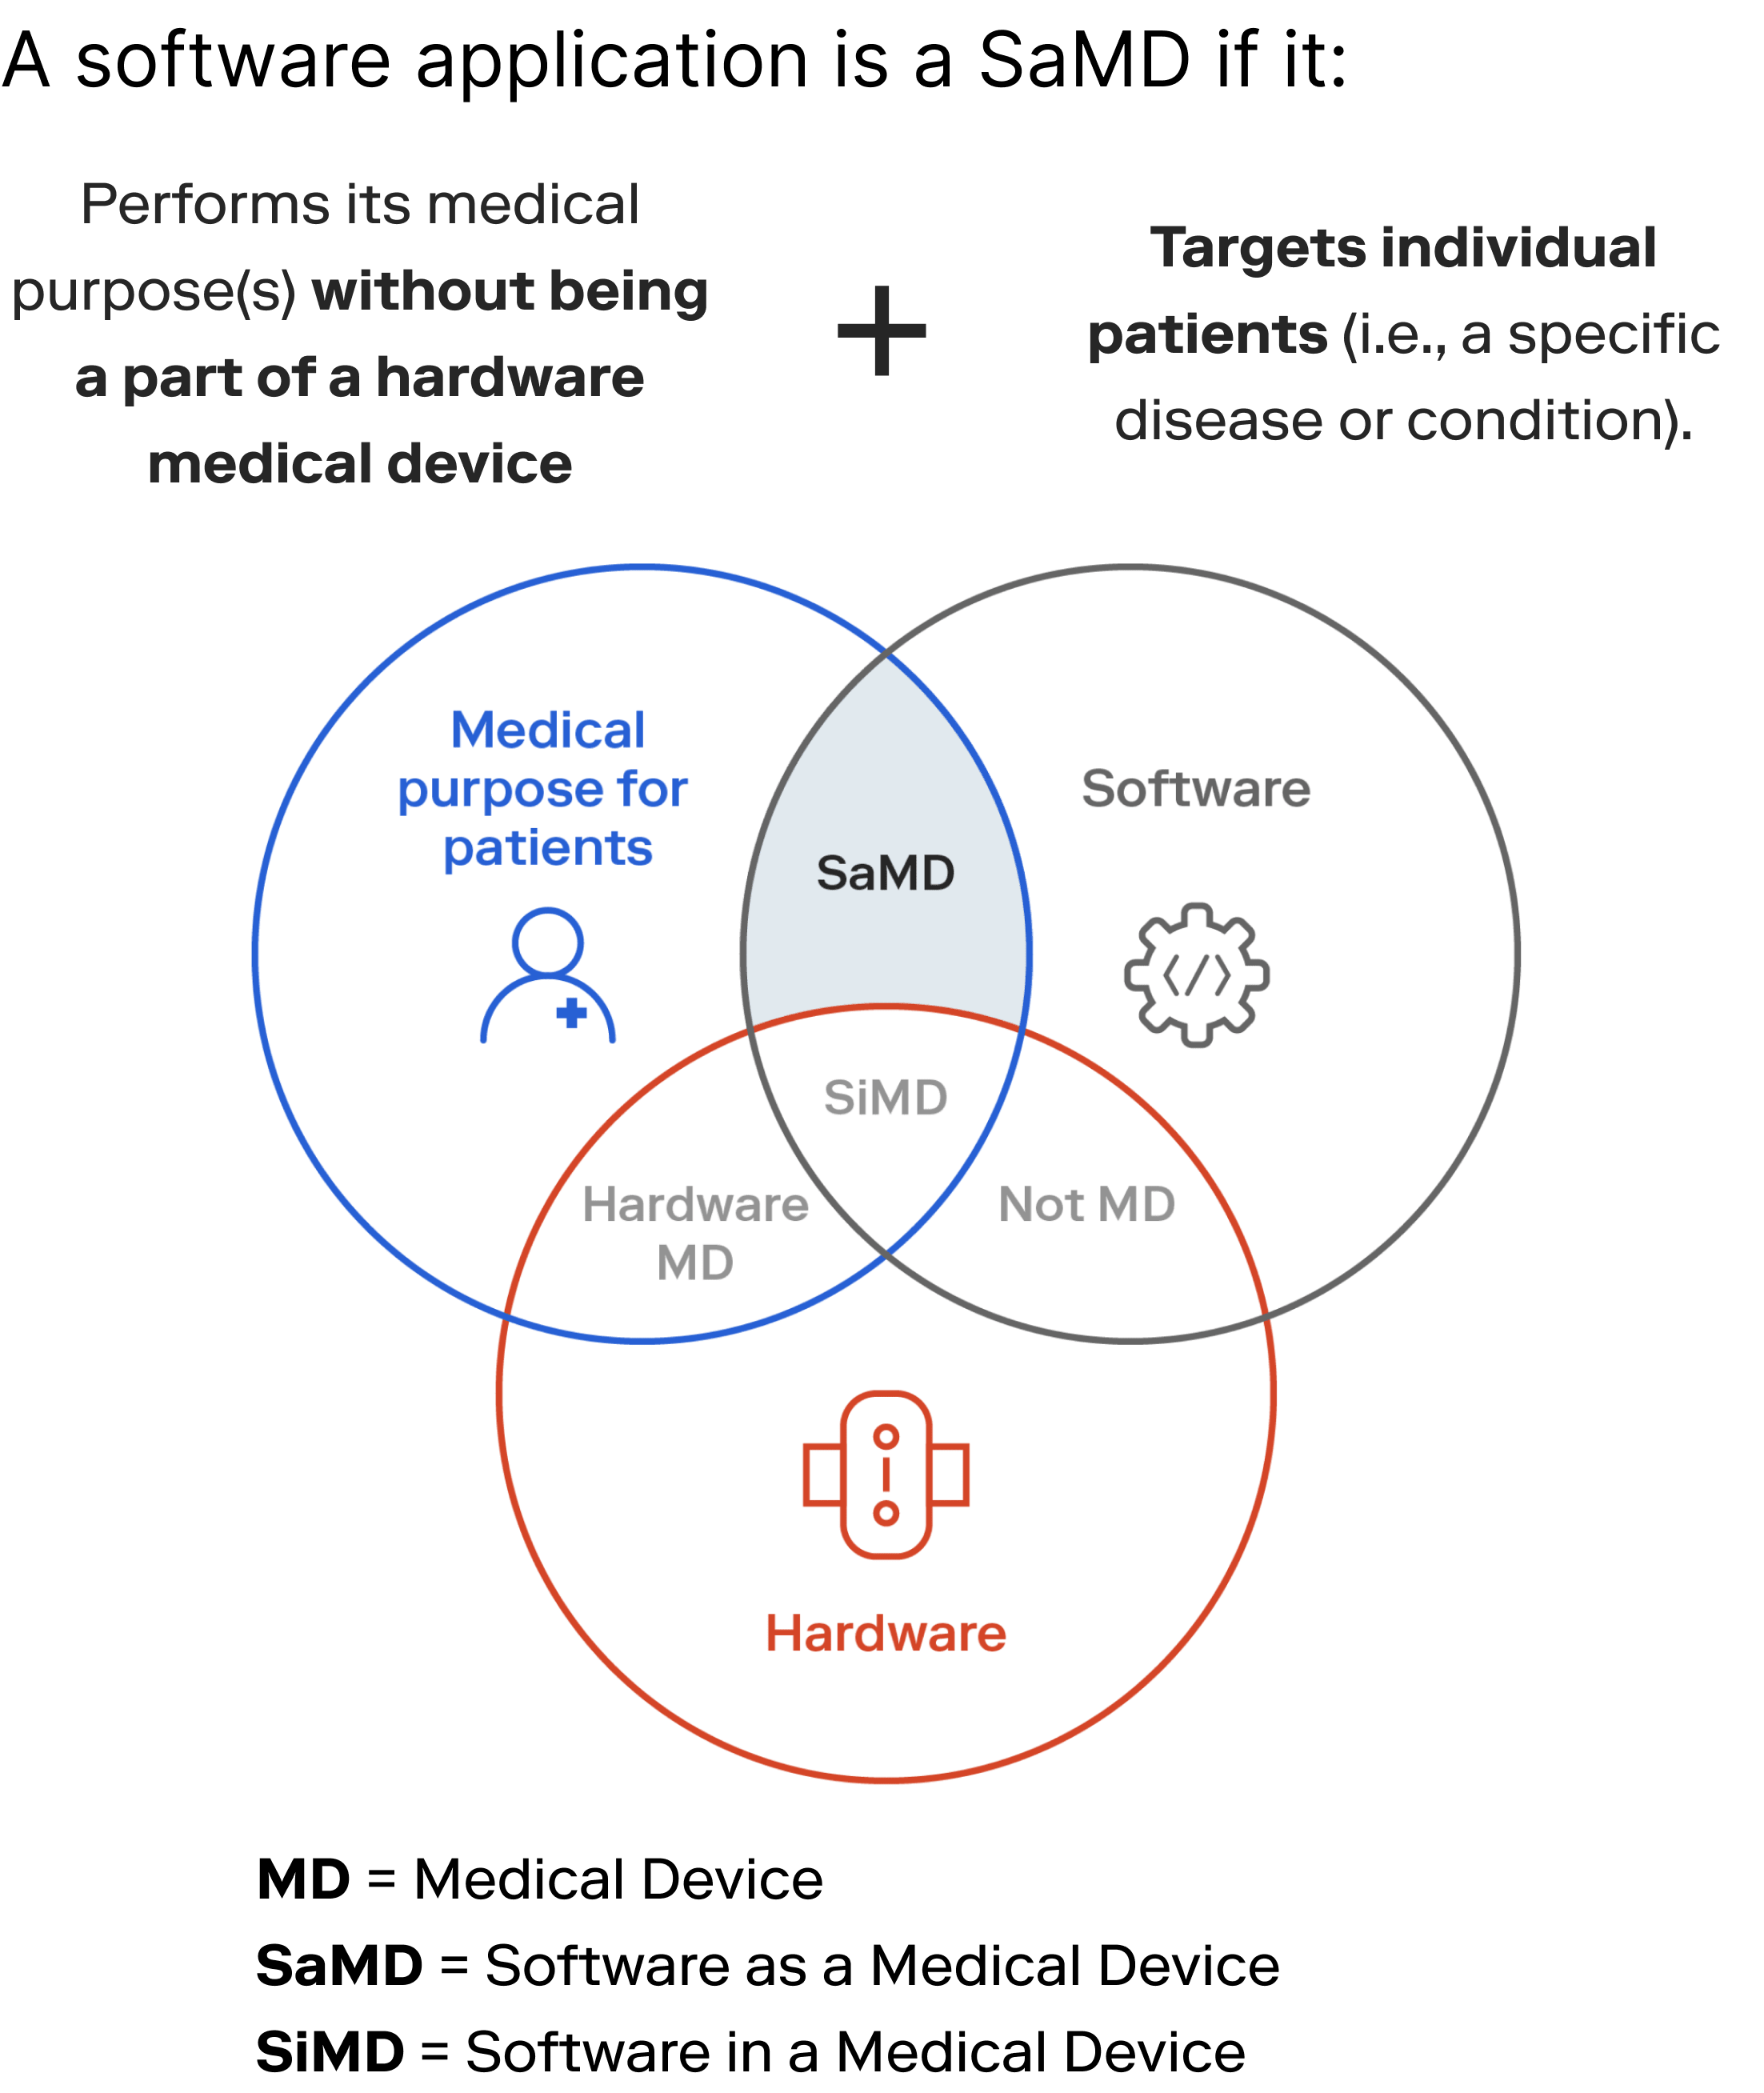 A software application is a SaMD if it:
Performs its medical
purpose(s) without being
a part of a hardware
medical device
+
Targets individual
patients (i.e., a specific
disease or condition).
Medical
purpose for
patients
Software
SaMD
</>
SiMD
Hardware
MD
Not MD
Hardware
MD = Medical Device
SaMD = Software as a Medical Device
SiMD = Software in a Medical Device